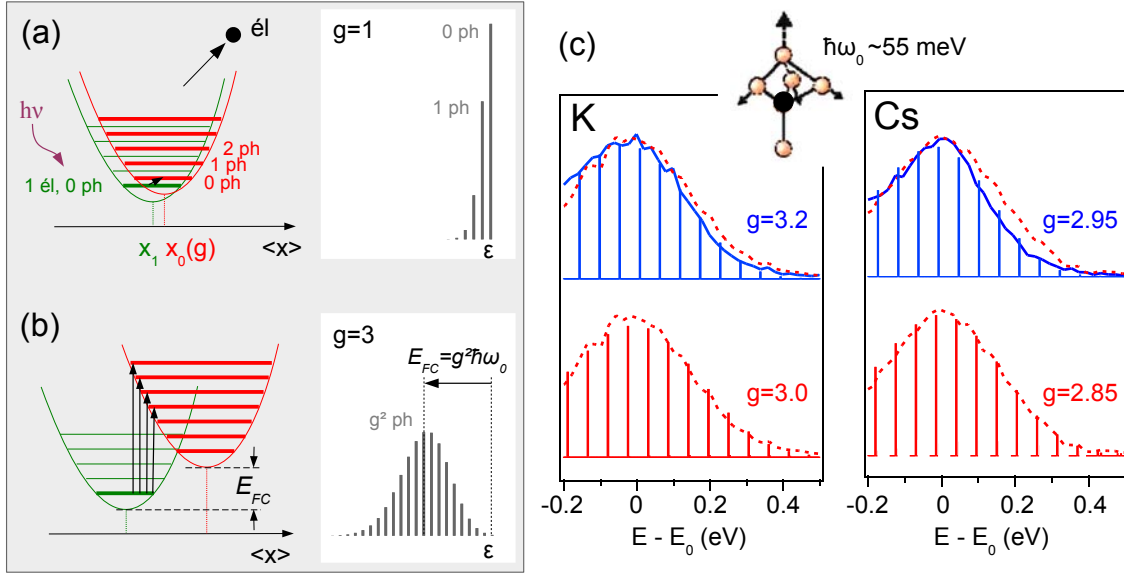 (a)
él
hν
2 ph
1 ph
0 ph
1 él, 0 ph
x₁ x₀(g) <x>
g=1
0 ph
1 ph
ε
(b)
E_FC
<x>
g=3
E_FC=g²ħω₀
g² ph
ε
(c)
ħω₀ ~55 meV
K
g=3.2
g=3.0
-0.2 0 0.2 0.4
E - E₀ (eV)
Cs
g=2.95
g=2.85
-0.2 0 0.2 0.4
E - E₀ (eV)